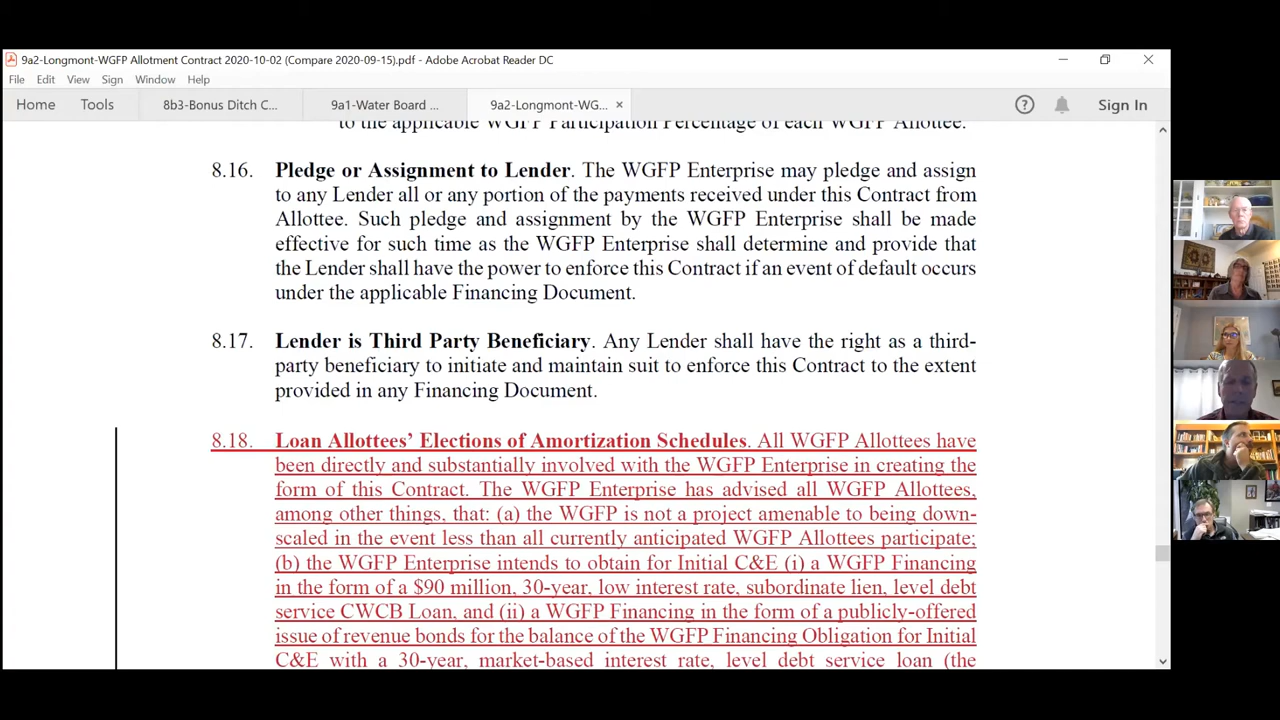 9a2-Longmont-WGFP Allotment Contract 2020-10-02 (Compare 2020-09-15).pdf - Adobe Acrobat Reader DC
File Edit View Sign Window Help
Home Tools 8b3-Bonus Ditch C... 9a1-Water Board ... 9a2-Longmont-WG... × Sign In
to the applicable WGFP Participation Percentage of each WGFP Allottee.
8.16. Pledge or Assignment to Lender. The WGFP Enterprise may pledge and assign
to any Lender all or any portion of the payments received under this Contract from
Allottee. Such pledge and assignment by the WGFP Enterprise shall be made
effective for such time as the WGFP Enterprise shall determine and provide that
the Lender shall have the power to enforce this Contract if an event of default occurs
under the applicable Financing Document.
8.17. Lender is Third Party Beneficiary. Any Lender shall have the right as a third-
party beneficiary to initiate and maintain suit to enforce this Contract to the extent
provided in any Financing Document.
8.18. Loan Allottees’ Elections of Amortization Schedules. All WGFP Allottees have
been directly and substantially involved with the WGFP Enterprise in creating the
form of this Contract. The WGFP Enterprise has advised all WGFP Allottees,
among other things, that: (a) the WGFP is not a project amenable to being down-
scaled in the event less than all currently anticipated WGFP Allottees participate;
(b) the WGFP Enterprise intends to obtain for Initial C&E (i) a WGFP Financing
in the form of a $90 million, 30-year, low interest rate, subordinate lien, level debt
service CWCB Loan, and (ii) a WGFP Financing in the form of a publicly-offered
issue of revenue bonds for the balance of the WGFP Financing Obligation for Initial
C&E with a 30-year, market-based interest rate, level debt service loan (the